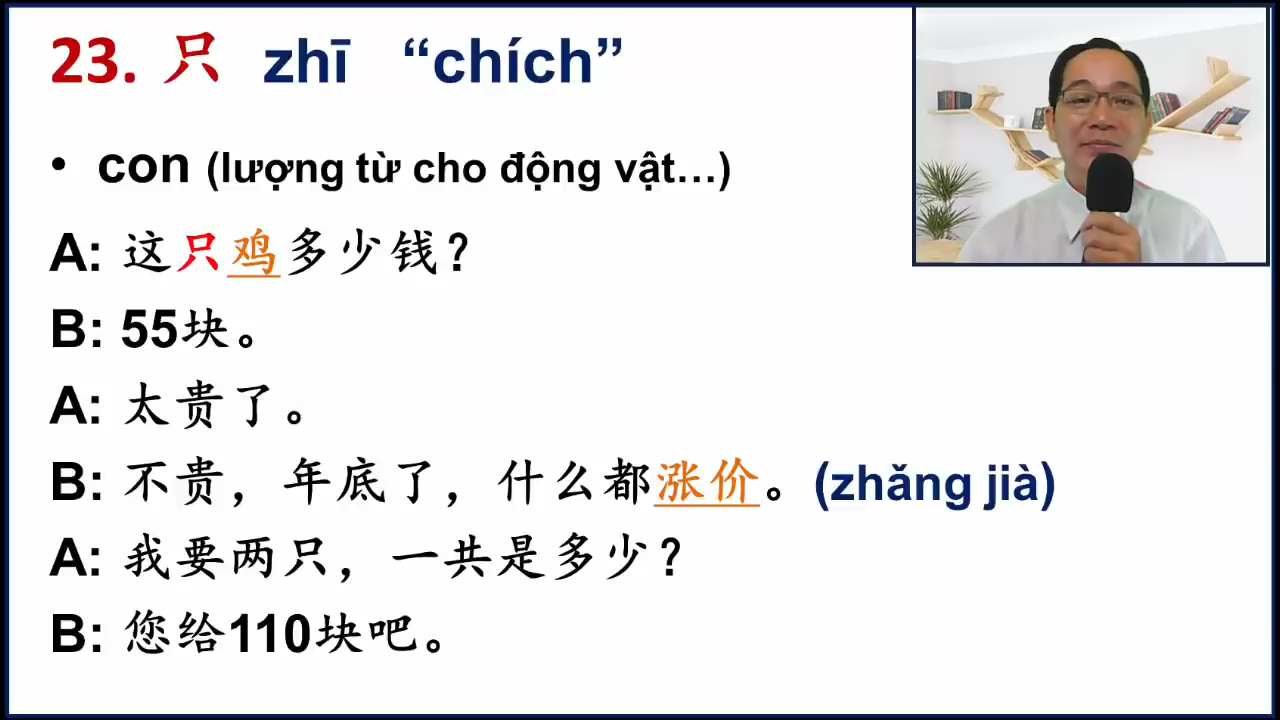 23. 只 zhī “chích”
• con (lượng từ cho động vật…)
A: 这只鸡多少钱？
B: 55块。
A: 太贵了。
B: 不贵，年底了，什么都涨价。(zhǎng jià)
A: 我要两只，一共是多少？
B: 您给110块吧。